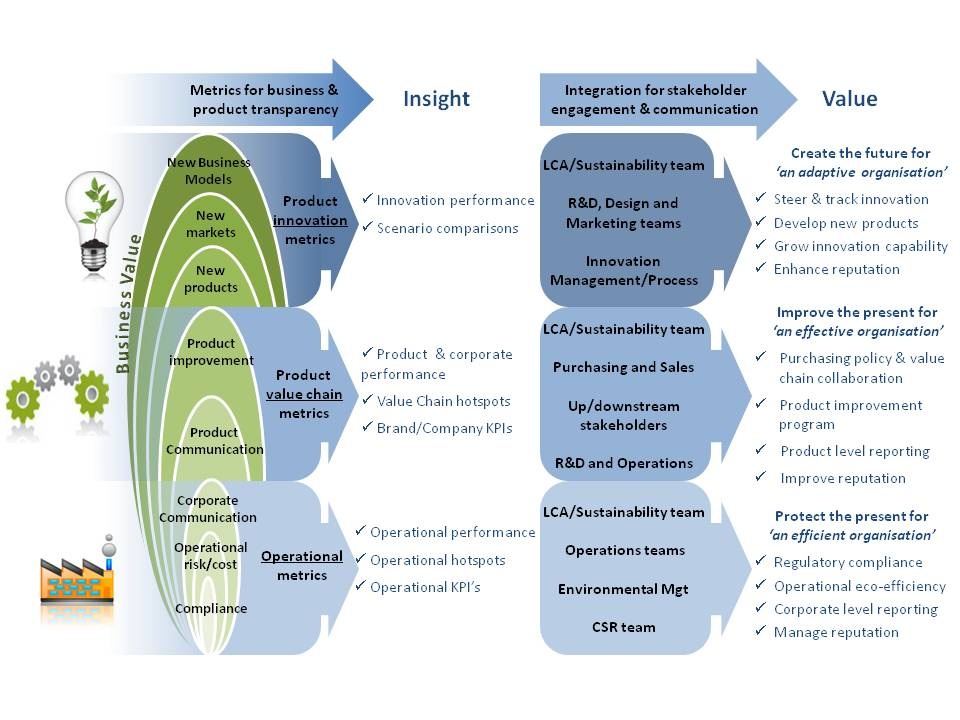 Metrics for business &
product transparency
Insight
Integration for stakeholder
engagement & communication
Value
Business Value
New Business
Models
New
markets
New
products
Product
innovation
metrics
✓ Innovation performance
✓ Scenario comparisons
LCA/Sustainability team
R&D, Design and
Marketing teams
Innovation
Management/Process
Create the future for
‘an adaptive organisation’
✓ Steer & track innovation
✓ Develop new products
✓ Grow innovation capability
✓ Enhance reputation
Product
improvement
Product
Communication
Product
value chain
metrics
✓ Product & corporate
performance
✓ Value Chain hotspots
✓ Brand/Company KPIs
LCA/Sustainability team
Purchasing and Sales
Up/downstream
stakeholders
R&D and Operations
Improve the present for
‘an effective organisation’
✓ Purchasing policy & value
chain collaboration
✓ Product improvement
program
✓ Product level reporting
✓ Improve reputation
Corporate
Communication
Operational
risk/cost
Compliance
Operational
metrics
✓ Operational performance
✓ Operational hotspots
✓ Operational KPI’s
LCA/Sustainability team
Operations teams
Environmental Mgt
CSR team
Protect the present for
‘an efficient organisation’
✓ Regulatory compliance
✓ Operational eco-efficiency
✓ Corporate level reporting
✓ Manage reputation